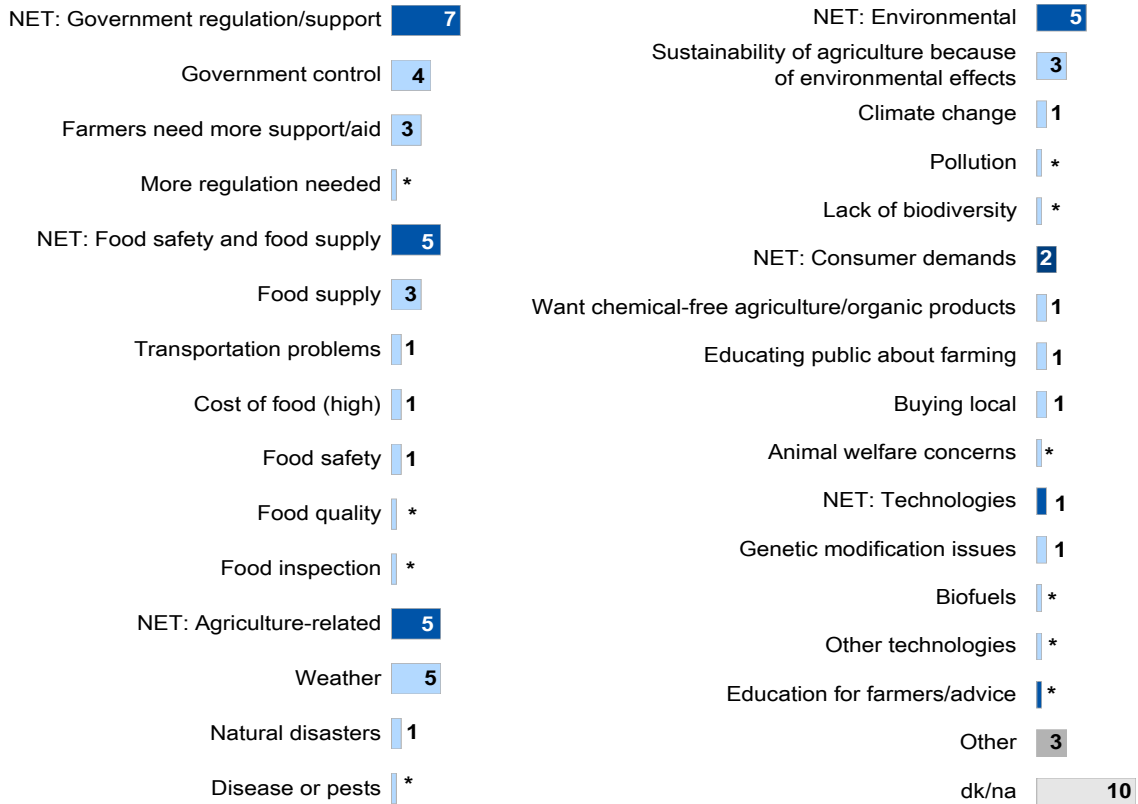 NET: Government regulation/support 7
Government control 4
Farmers need more support/aid 3
More regulation needed *
NET: Food safety and food supply 5
Food supply 3
Transportation problems 1
Cost of food (high) 1
Food safety 1
Food quality *
Food inspection *
NET: Agriculture-related 5
Weather 5
Natural disasters 1
Disease or pests *
NET: Environmental 5
Sustainability of agriculture because
of environmental effects 3
Climate change 1
Pollution *
Lack of biodiversity *
NET: Consumer demands 2
Want chemical-free agriculture/organic products 1
Educating public about farming 1
Buying local 1
Animal welfare concerns *
NET: Technologies 1
Genetic modification issues 1
Biofuels *
Other technologies *
Education for farmers/advice *
Other 3
dk/na 10